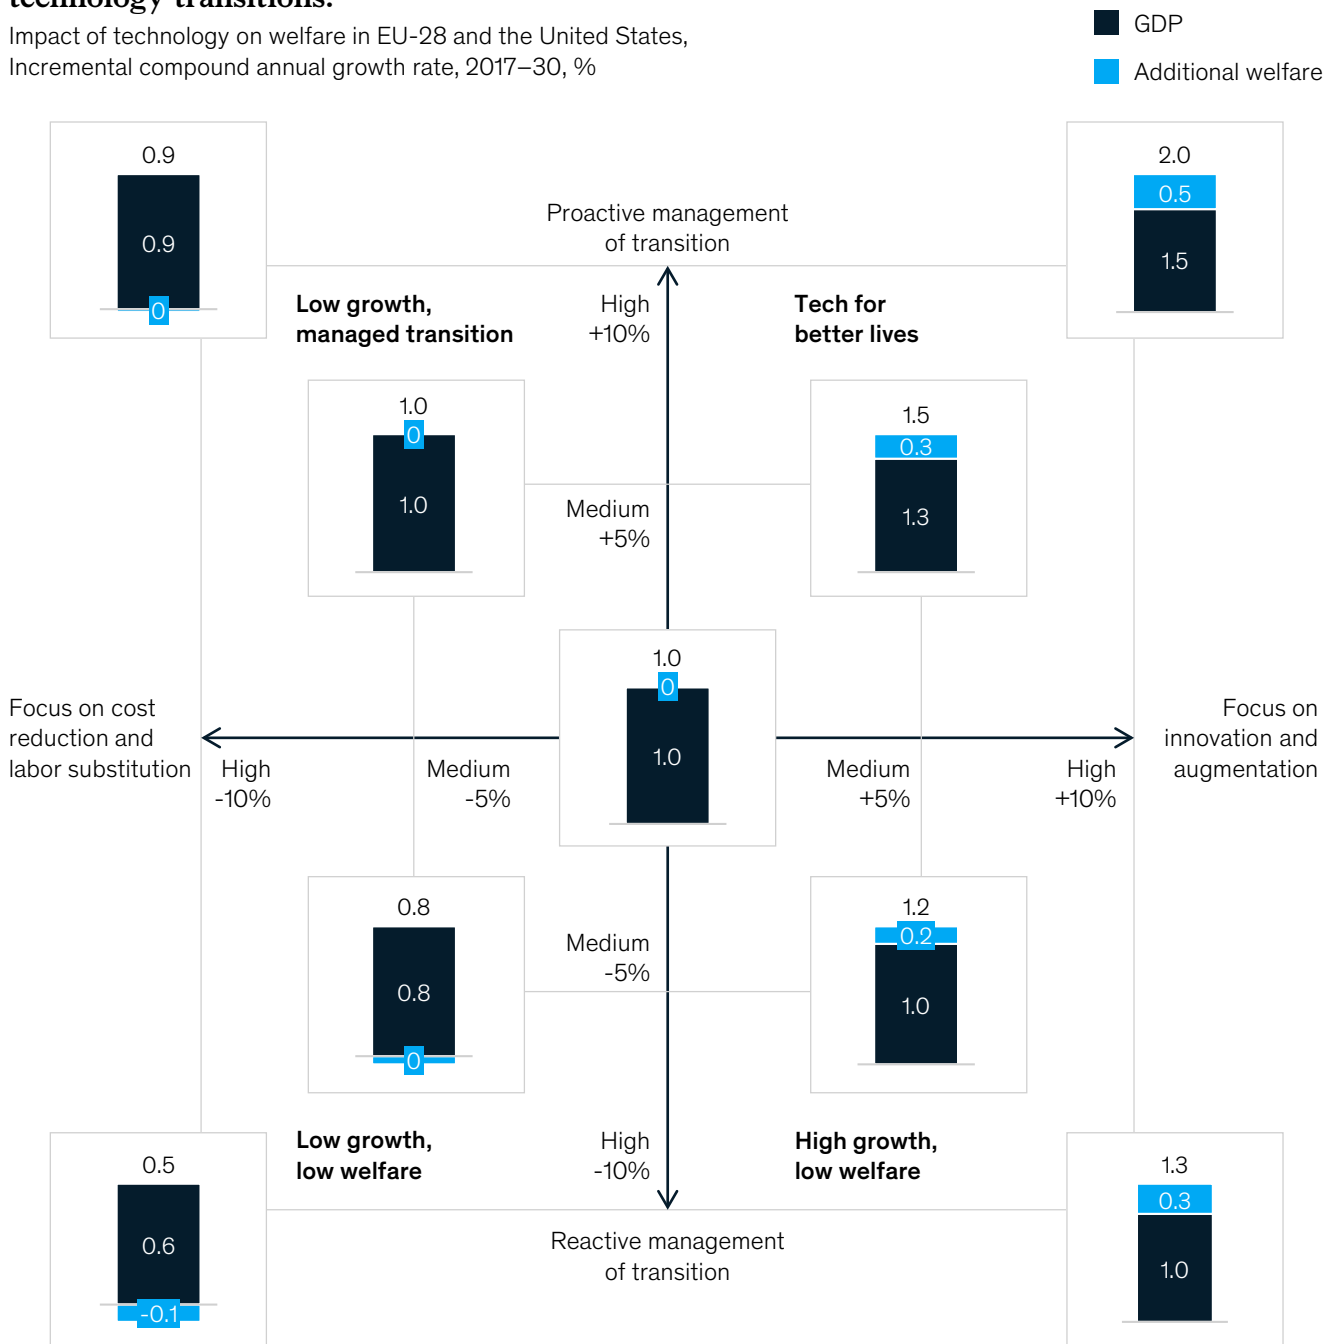 technology transitions.
Impact of technology on welfare in EU-28 and the United States,
Incremental compound annual growth rate, 2017–30, %
GDP
Additional welfare
0.9
0.9
0
2.0
0.5
1.5
Proactive management
of transition
Low growth,
managed transition
High
+10%
Tech for
better lives
1.0
0
1.0
1.5
0.3
1.3
Medium
+5%
1.0
0
1.0
Focus on cost
reduction and
labor substitution
High
-10%
Medium
-5%
Medium
+5%
High
+10%
Focus on
innovation and
augmentation
0.8
0.8
0
Medium
-5%
1.2
0.2
1.0
Low growth,
low welfare
High
-10%
High growth,
low welfare
0.5
0.6
-0.1
1.3
0.3
1.0
Reactive management
of transition